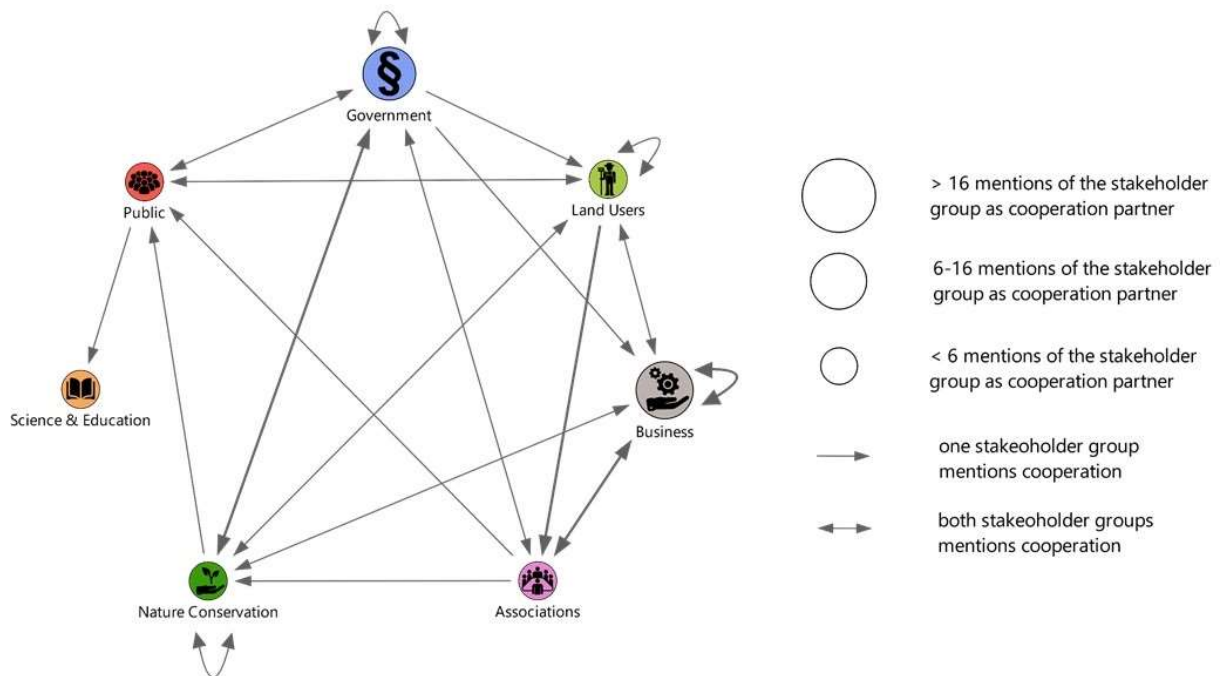 §
Government
Public
Land Users
Science & Education
Business
Nature Conservation
Associations
> 16 mentions of the stakeholder
group as cooperation partner
6-16 mentions of the stakeholder
group as cooperation partner
< 6 mentions of the stakeholder
group as cooperation partner
one stakeoholder group
mentions cooperation
both stakeoholder groups
mentions cooperation